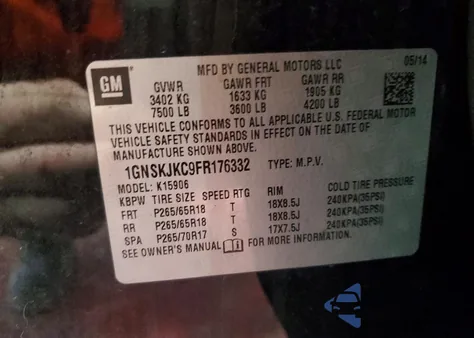 GM
MFD BY GENERAL MOTORS LLC 05/14
GVWR GAWR FRT GAWR RR
3402 KG 1633 KG 1905 KG
7500 LB 3600 LB 4200 LB
THIS VEHICLE CONFORMS TO ALL APPLICABLE U.S. FEDERAL MOTOR
VEHICLE SAFETY STANDARDS IN EFFECT ON THE DATE OF
MANUFACTURE SHOWN ABOVE.
1GNSKJKC9FR176332 TYPE: M.P.V.
MODEL: K15906
KBPW TIRE SIZE SPEED RTG RIM COLD TIRE PRESSURE
FRT P265/65R18 T 18X8.5J 240KPA(35PSI)
RR P265/65R18 T 18X8.5J 240KPA(35PSI)
SPA P265/70R17 S 17X7.5J 240KPA(35PSI)
SEE OWNER'S MANUAL FOR MORE INFORMATION.